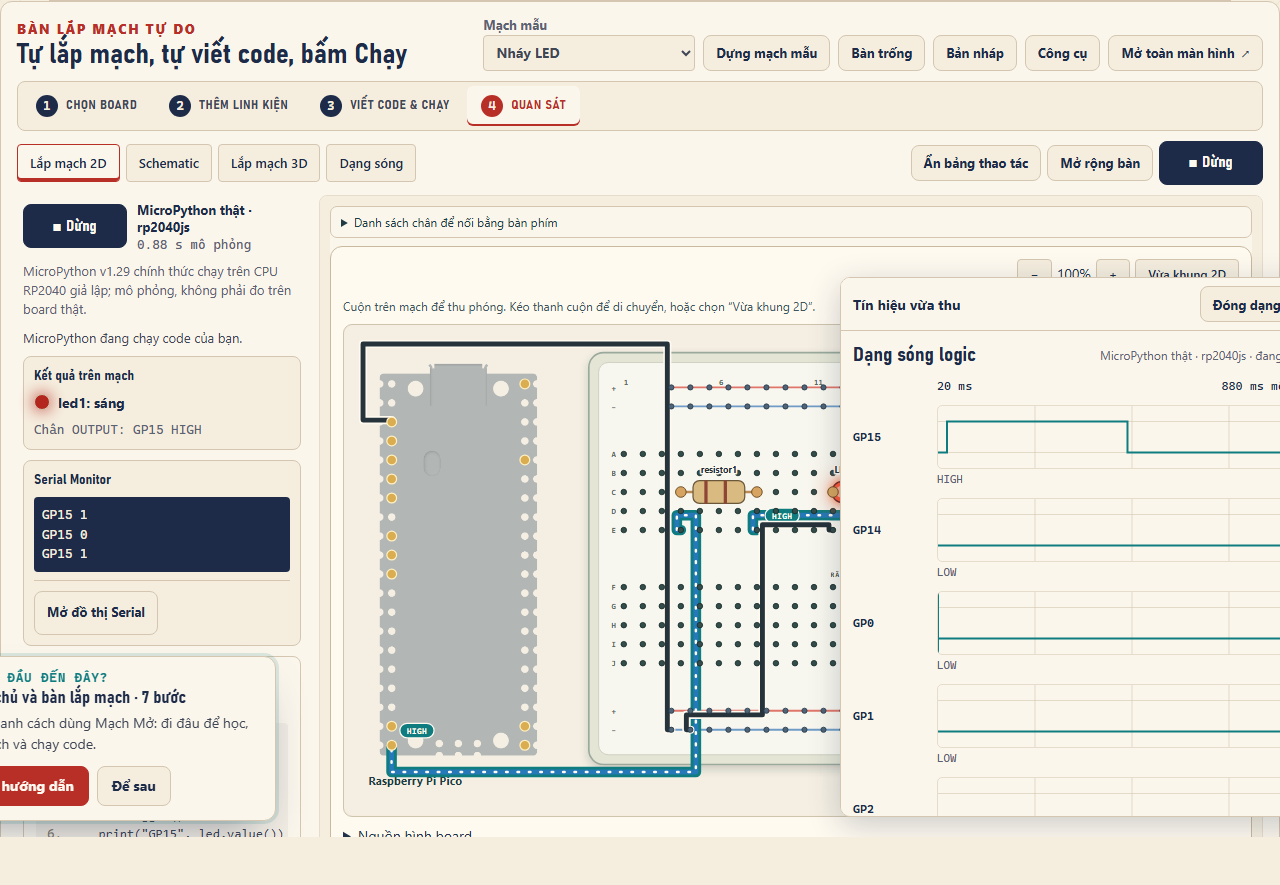 BÀN LẮP MẠCH TỰ DO
Tự lắp mạch, tự viết code, bấm Chạy
Mạch mẫu
Nháy LED
Dựng mạch mẫu
Bàn trống
Bản nháp
Công cụ
Mở toàn màn hình ↗
1 CHỌN BOARD
2 THÊM LINH KIỆN
3 VIẾT CODE & CHẠY
4 QUAN SÁT
Lắp mạch 2D
Schematic
Lắp mạch 3D
Dạng sóng
Ẩn bảng thao tác
Mở rộng bàn
■ Dừng
■ Dừng
MicroPython thật ·
rp2040js
0.88 s mô phỏng
MicroPython v1.29 chính thức chạy trên CPU
RP2040 giả lập; mô phỏng, không phải đo trên
board thật.
MicroPython đang chạy code của bạn.
Kết quả trên mạch
led1: sáng
Chân OUTPUT: GP15 HIGH
Serial Monitor
GP15 1
GP15 0
GP15 1
Mở đồ thị Serial
ĐẦU ĐẾN ĐÂY?
chủ và bàn lắp mạch · 7 bước
anh cách dùng Mạch Mở: đi đâu để học,
ch và chạy code.
hướng dẫn
Để sau
6. print("GP15", led.value())
▶ Danh sách chân để nối bằng bàn phím
− 100% +
Vừa khung 2D
Cuộn trên mạch để thu phóng. Kéo thanh cuộn để di chuyển, hoặc chọn “Vừa khung 2D”.
1 6 11
+
−
A
B
C
D
E
F
G
H
I
J
+
−
resistor1
HIGH
HIGH
Raspberry Pi Pico
▶ Nguồn hình board
Tín hiệu vừa thu
Đóng dạng
Dạng sóng logic
MicroPython thật · rp2040js · đang
20 ms
880 ms
GP15
HIGH
GP14
LOW
GP0
LOW
GP1
LOW
GP2